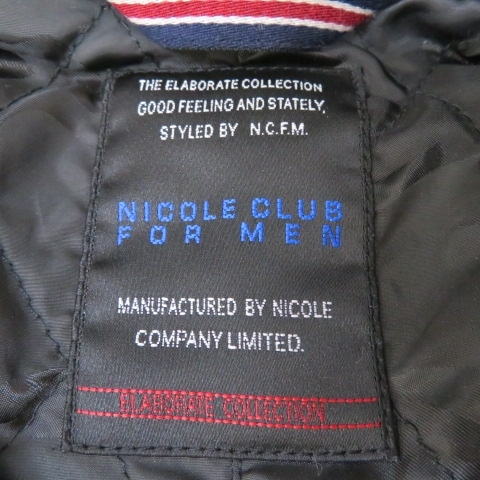 THE ELABORATE COLLECTION
GOOD FEELING AND STATELY,
STYLED BY N.C.F.M.
NICOLE CLUB
FOR MEN
MANUFACTURED BY NICOLE
COMPANY LIMITED.
ELABORATE COLLECTION